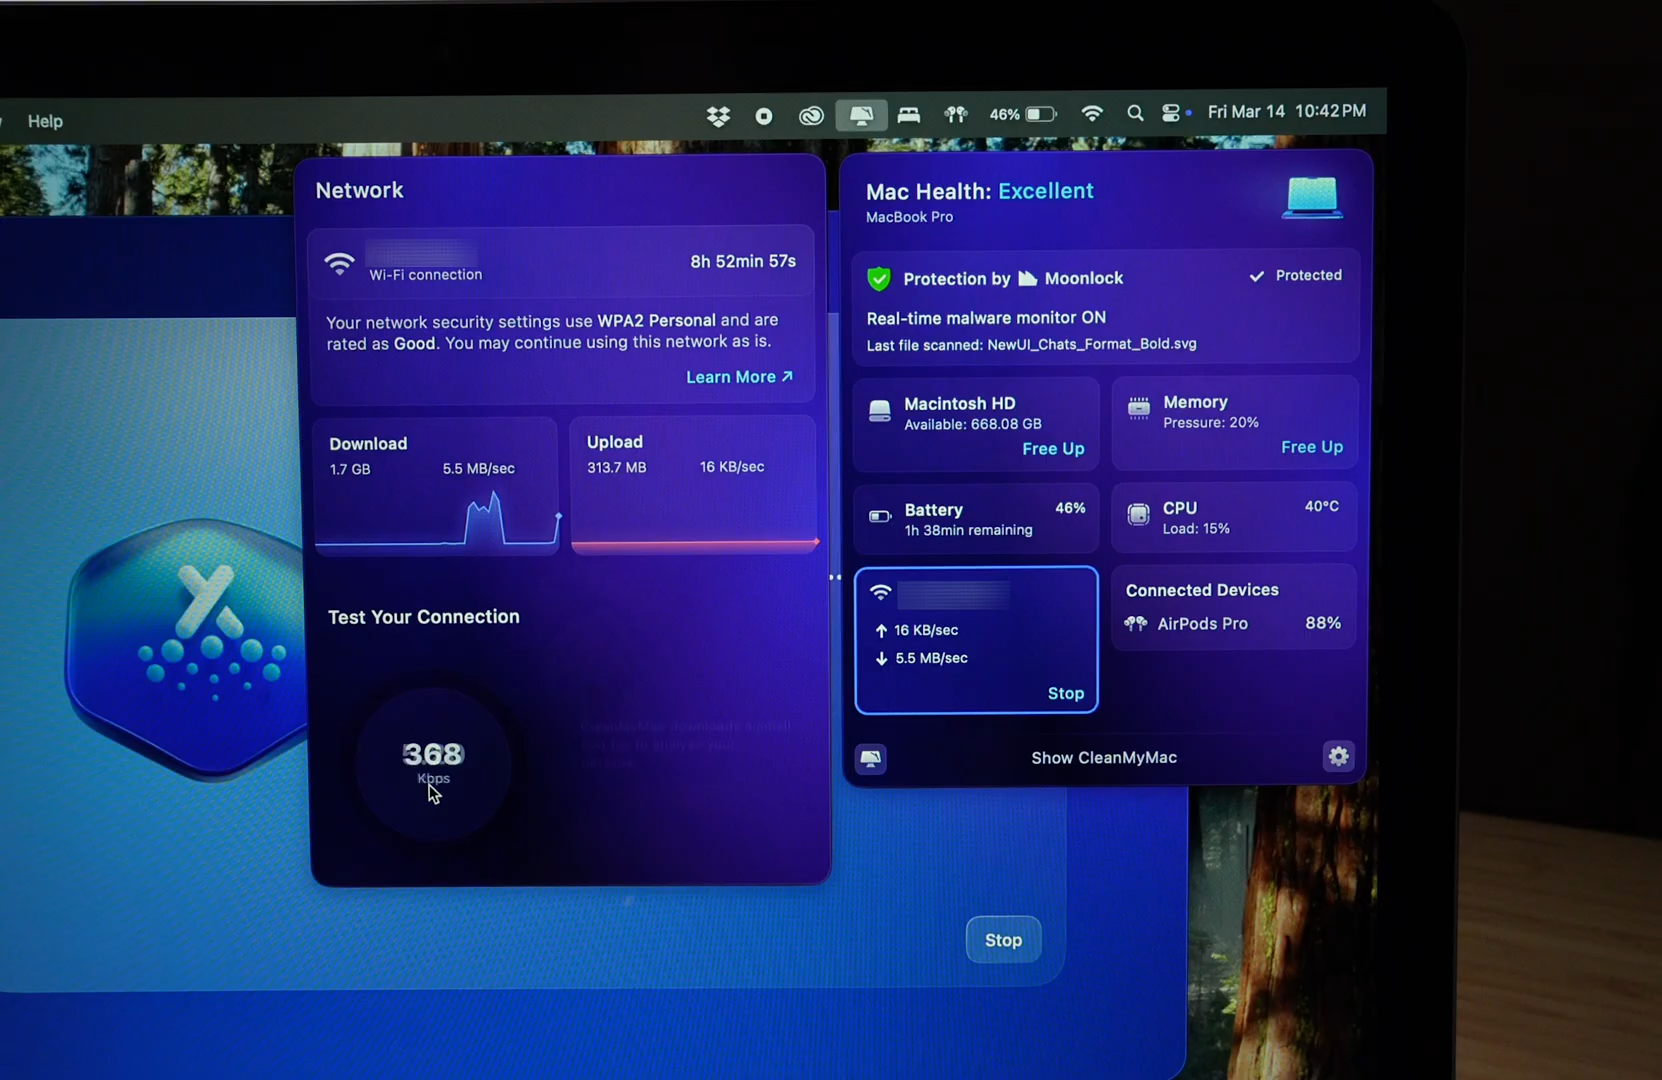 Help
46%
Fri Mar 14 10:42 PM
Network
Wi-Fi connection
8h 52min 57s
Your network security settings use WPA2 Personal and are
rated as Good. You may continue using this network as is.
Learn More ↗
Download
1.7 GB 5.5 MB/sec
Upload
313.7 MB 16 KB/sec
Test Your Connection
368
Kbps
Mac Health: Excellent
MacBook Pro
Protection by Moonlock
Protected
Real-time malware monitor ON
Last file scanned: NewUI_Chats_Format_Bold.svg
Macintosh HD
Available: 668.08 GB
Free Up
Memory
Pressure: 20%
Free Up
Battery 46%
1h 38min remaining
CPU 40°C
Load: 15%
↑ 16 KB/sec
↓ 5.5 MB/sec
Stop
Connected Devices
AirPods Pro 88%
Show CleanMyMac
Stop